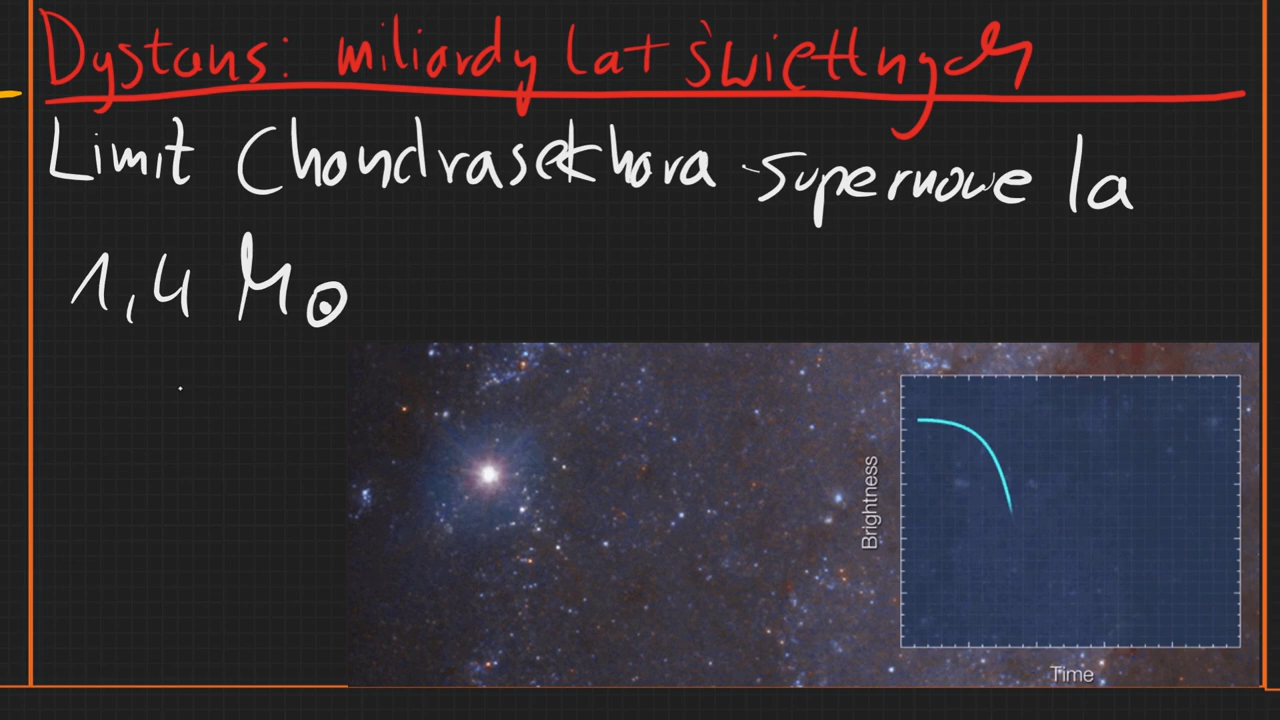 Dystans: miliardy lat świetlnych
Limit Chandrasekhara Supernowe Ia
1,4 M⊙
Brightness
Time